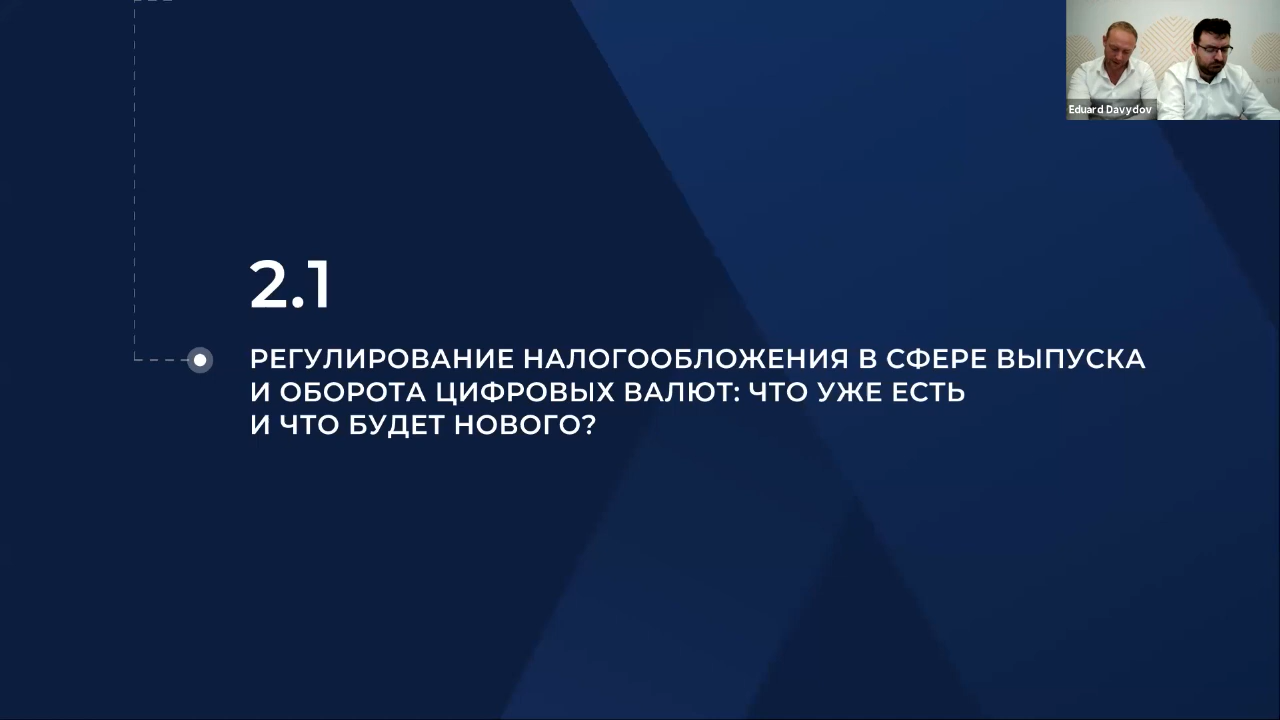 Eduard Davydov
2.1
РЕГУЛИРОВАНИЕ НАЛОГООБЛОЖЕНИЯ В СФЕРЕ ВЫПУСКА
И ОБОРОТА ЦИФРОВЫХ ВАЛЮТ: ЧТО УЖЕ ЕСТЬ
И ЧТО БУДЕТ НОВОГО?